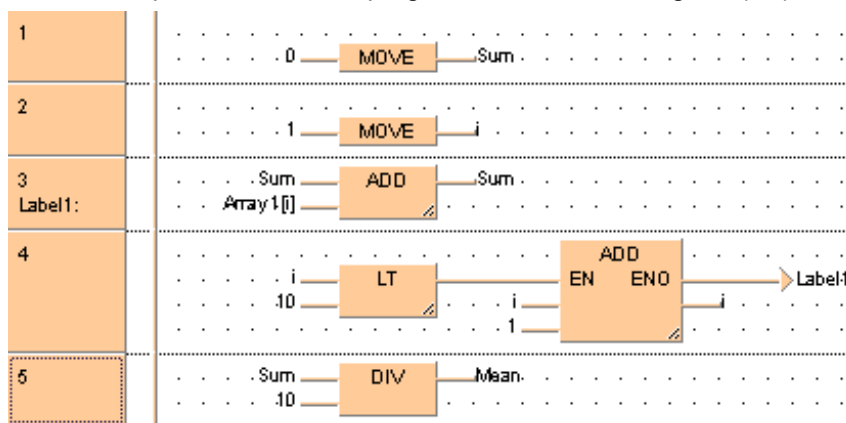 1
0 MOVE Sum
2
1 MOVE i
3
Sum ADD Sum
Label1: Array1[i]
4
ADD
i LT EN ENO Label1
10 i i
1
5
Sum DIV Mean
10